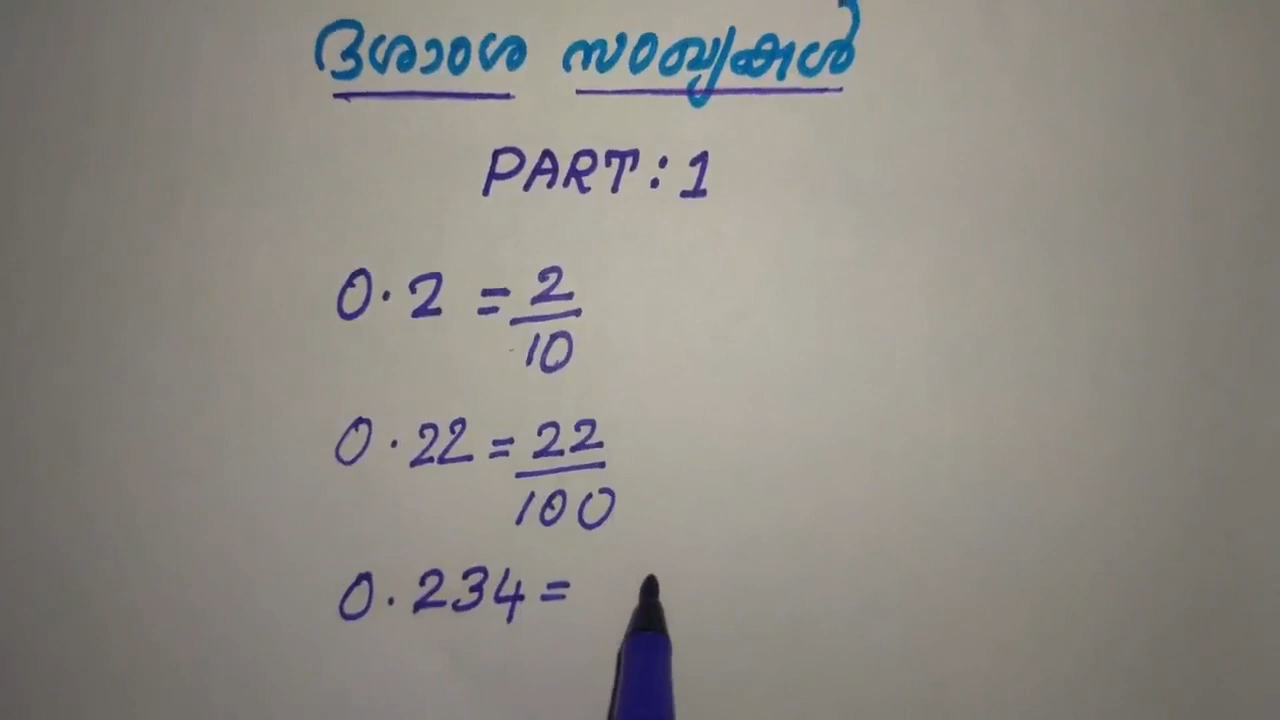 ദശാംശ സംഖ്യകൾ
PART : 1
0.2 = 2/10
0.22 = 22/100
0.234 =